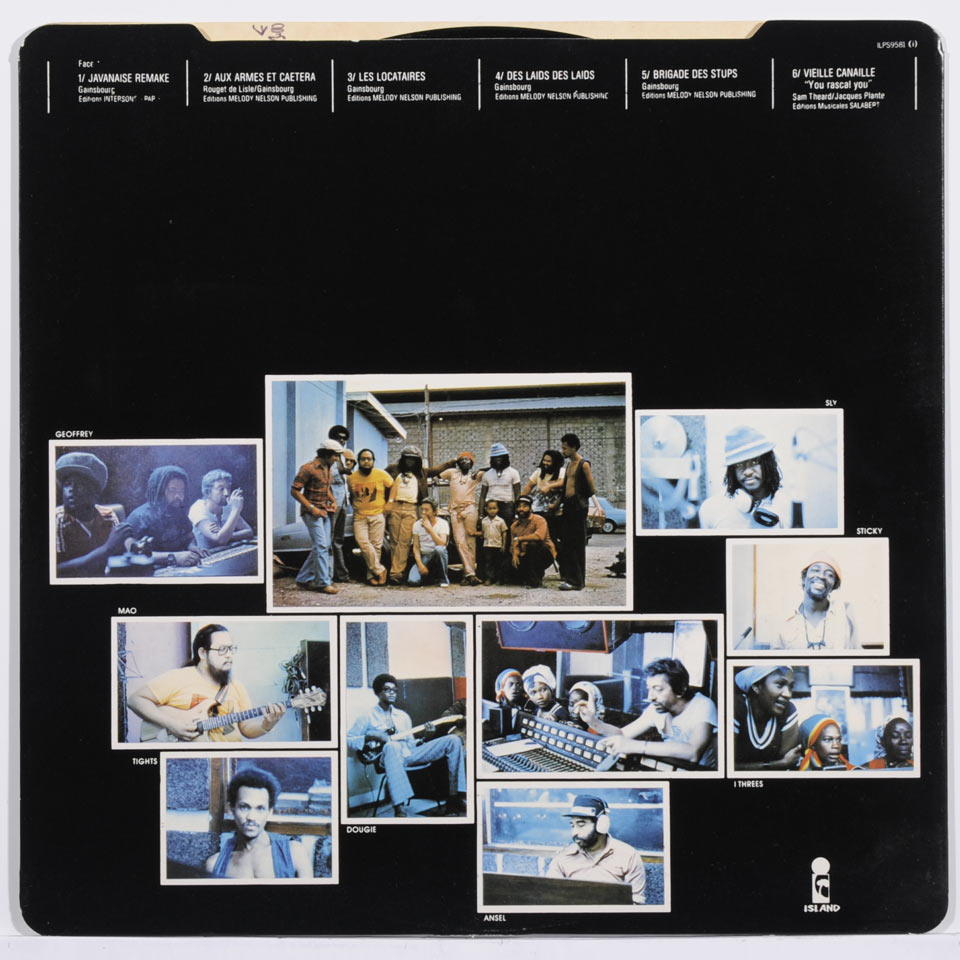 ILPS9581 (i)
Face
1/ JAVANAISE REMAKE
Gainsbourg
Editions
2/ AUX ARMES ET CAETERA
Rouget de Lisle/Gainsbourg
Editions MELODY NELSON PUBLISHING
3/ LES LOCATAIRES
Gainsbourg
Editions MELODY NELSON PUBLISHING
4/ DES LAIDS DES LAIDS
Gainsbourg
Editions MELODY NELSON PUBLISHING
5/ BRIGADE DES STUPS
Gainsbourg
Editions MELODY NELSON PUBLISHING
6/ VIEILLE CANAILLE
"You rascal you"
Sam Theard/Jacques Plante
Editions Musicales SALABERT
SLY
GEOFFREY
STICKY
MAO
TIGHTS
I THREES
DOUGIE
ANSEL
ISLAND